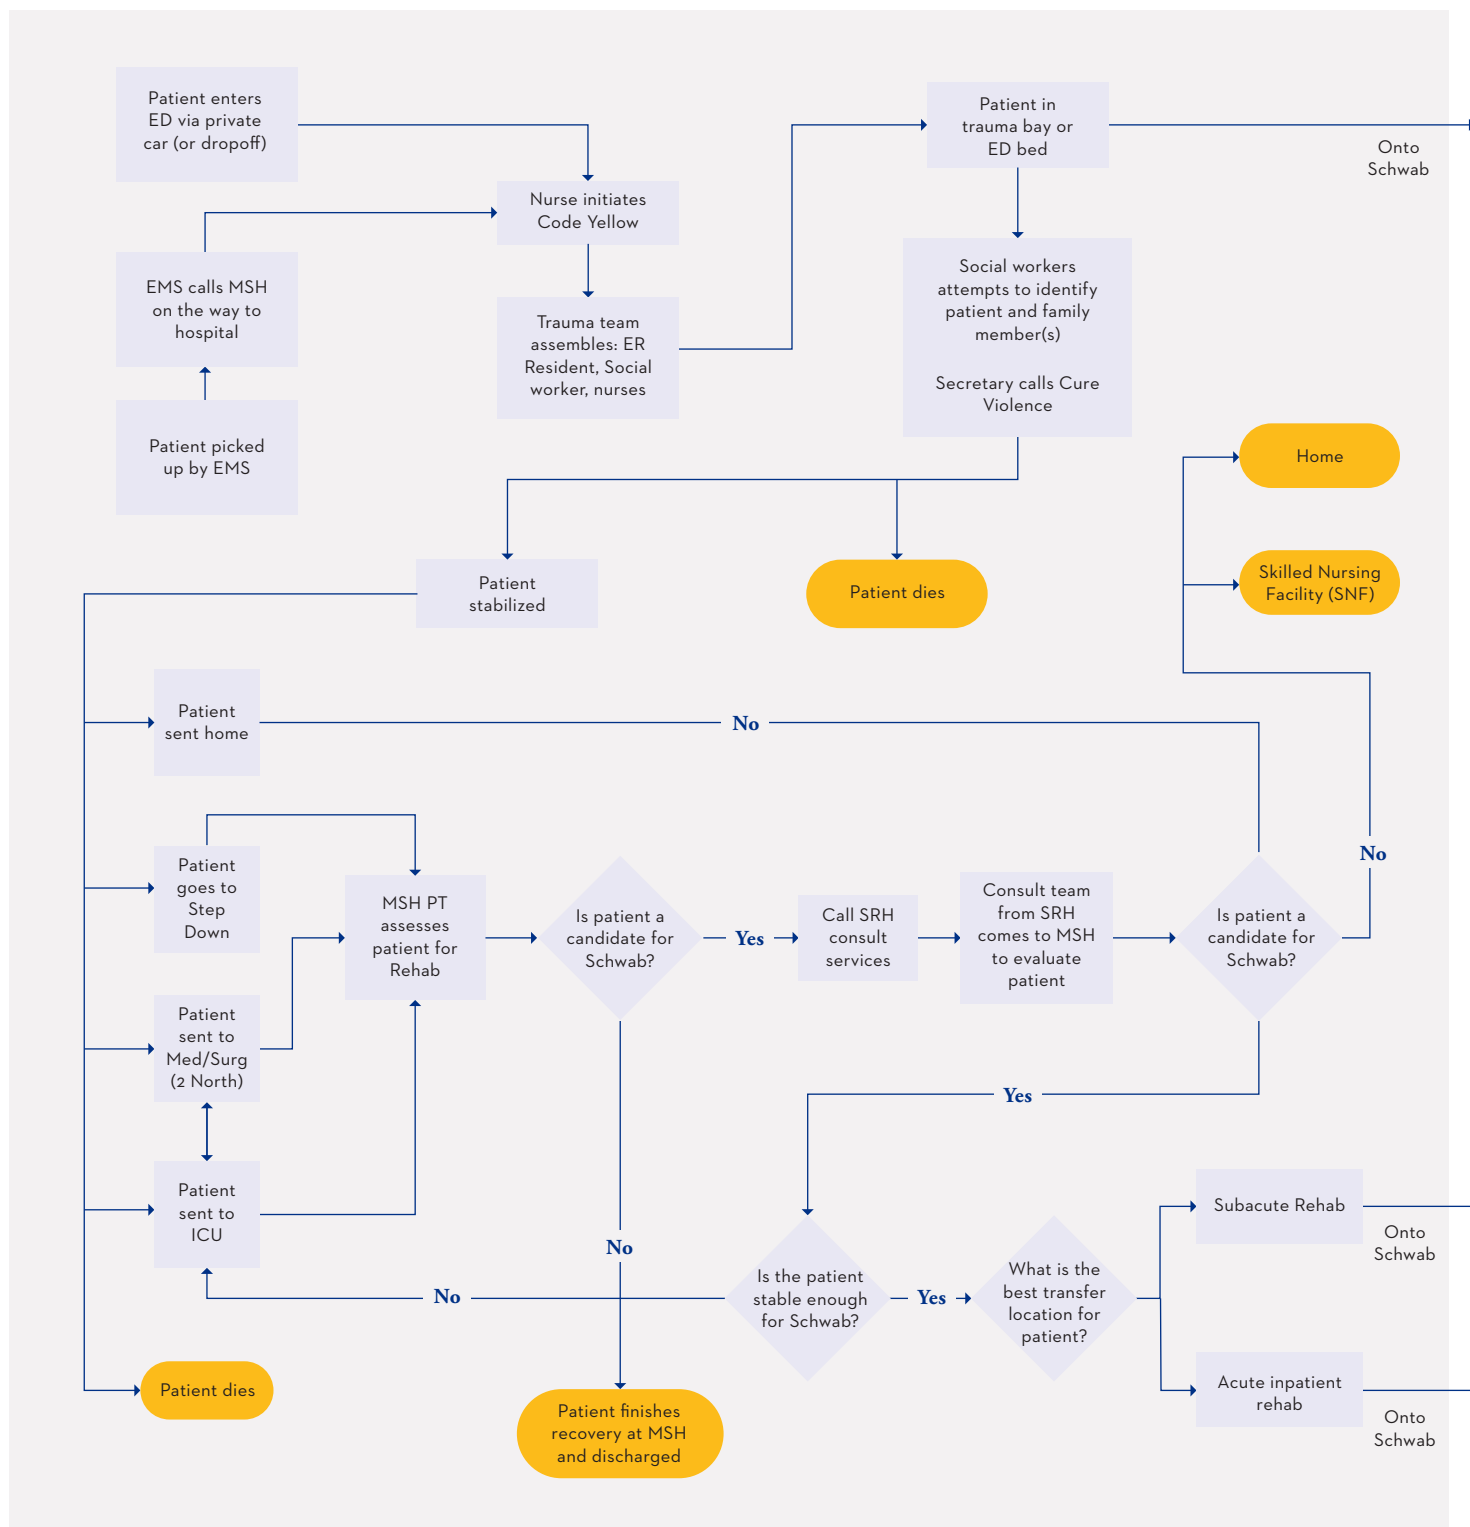 Patient enters
ED via private
car (or dropoff)
Patient in
trauma bay or
ED bed
Onto
Schwab
Nurse initiates
Code Yellow
EMS calls MSH
on the way to
hospital
Social workers
attempts to identify
patient and family
member(s)
Secretary calls Cure
Violence
Trauma team
assembles: ER
Resident, Social
worker, nurses
Patient picked
up by EMS
Home
Skilled Nursing
Facility (SNF)
Patient
stabilized
Patient dies
Patient
sent home
No
No
Patient
goes to
Step
Down
MSH PT
assesses
patient for
Rehab
Is patient a
candidate for
Schwab?
Yes
Call SRH
consult
services
Consult team
from SRH
comes to MSH
to evaluate
patient
Is patient a
candidate for
Schwab?
Patient
sent to
Med/Surg
(2 North)
Yes
Patient
sent to
ICU
No
No
Is the patient
stable enough
for Schwab?
Yes
What is the
best transfer
location for
patient?
Subacute Rehab
Onto
Schwab
Acute inpatient
rehab
Onto
Schwab
Patient dies
Patient finishes
recovery at MSH
and discharged